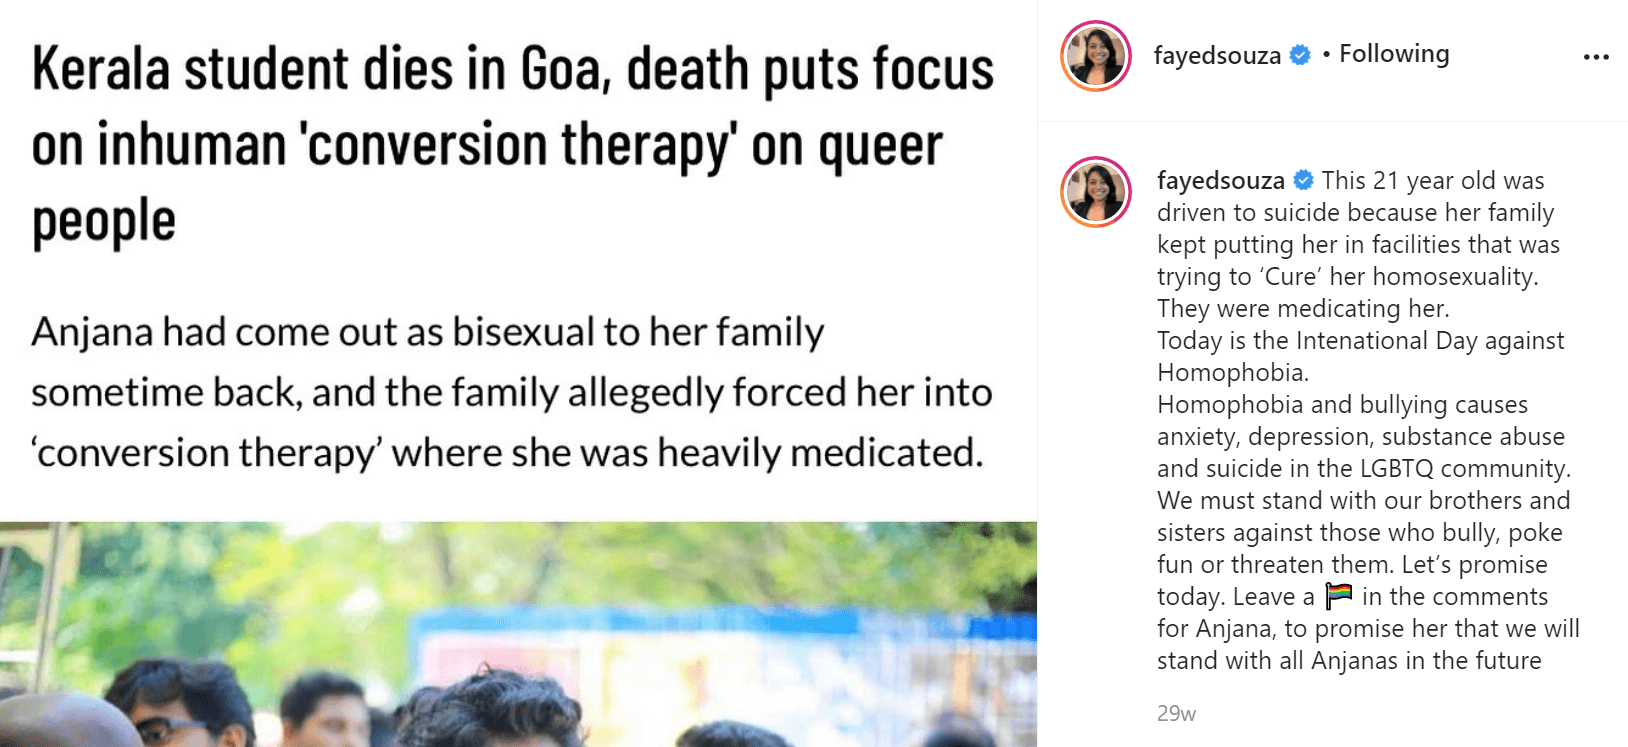 Kerala student dies in Goa, death puts focus
on inhuman 'conversion therapy' on queer
people
Anjana had come out as bisexual to her family
sometime back, and the family allegedly forced her into
‘conversion therapy’ where she was heavily medicated.
fayedsouza • Following
fayedsouza This 21 year old was
driven to suicide because her family
kept putting her in facilities that was
trying to ‘Cure’ her homosexuality.
They were medicating her.
Today is the Intenational Day against
Homophobia.
Homophobia and bullying causes
anxiety, depression, substance abuse
and suicide in the LGBTQ community.
We must stand with our brothers and
sisters against those who bully, poke
fun or threaten them. Let’s promise
today. Leave a 🏳️‍🌈 in the comments
for Anjana, to promise her that we will
stand with all Anjanas in the future
29w